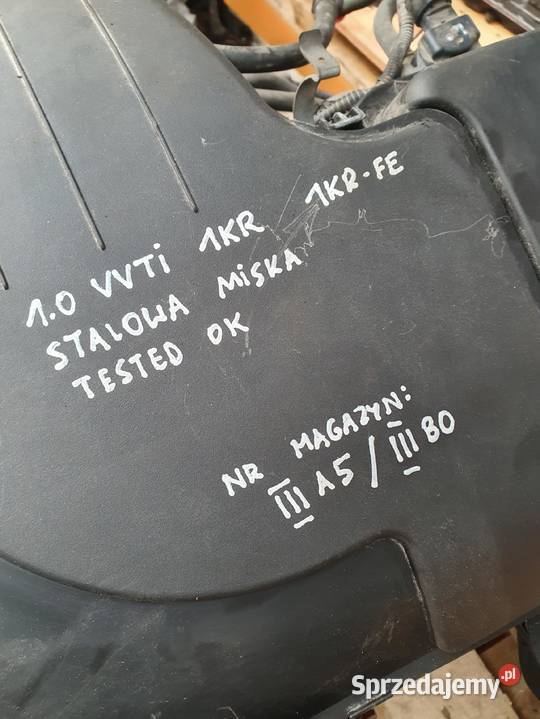 1.0 VVTi 1KR 1KR-FE
STALOWA MISKA
TESTED OK
NR MAGAZYN:
III A5 / III 80
Sprzedajemy.pl